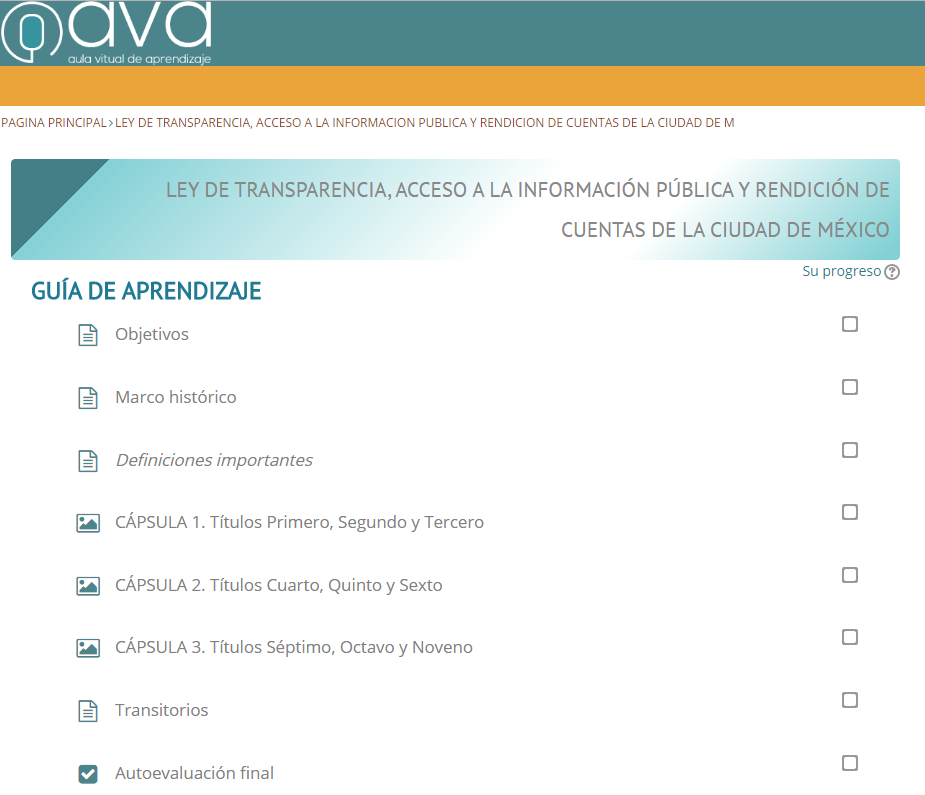 ava
aula vitual de aprendizaje
PAGINA PRINCIPAL › LEY DE TRANSPARENCIA, ACCESO A LA INFORMACION PUBLICA Y RENDICION DE CUENTAS DE LA CIUDAD DE M
LEY DE TRANSPARENCIA, ACCESO A LA INFORMACIÓN PÚBLICA Y RENDICIÓN DE
CUENTAS DE LA CIUDAD DE MÉXICO
Su progreso
GUÍA DE APRENDIZAJE
Objetivos
Marco histórico
Definiciones importantes
CÁPSULA 1. Títulos Primero, Segundo y Tercero
CÁPSULA 2. Títulos Cuarto, Quinto y Sexto
CÁPSULA 3. Títulos Séptimo, Octavo y Noveno
Transitorios
Autoevaluación final